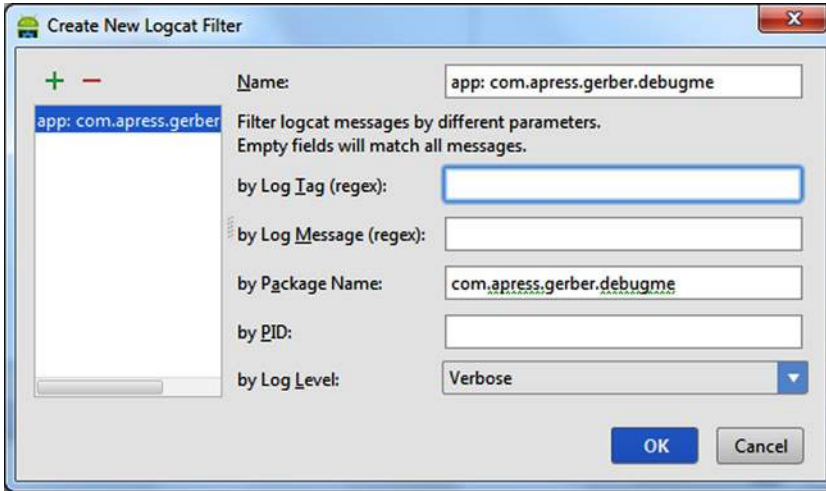 Create New Logcat Filter
Name:
app: com.apress.gerber.debugme
app: com.apress.gerber
Filter logcat messages by different parameters.
Empty fields will match all messages.
by Log Tag (regex):
by Log Message (regex):
by Package Name:
com.apress.gerber.debugme
by PID:
by Log Level:
Verbose
OK
Cancel